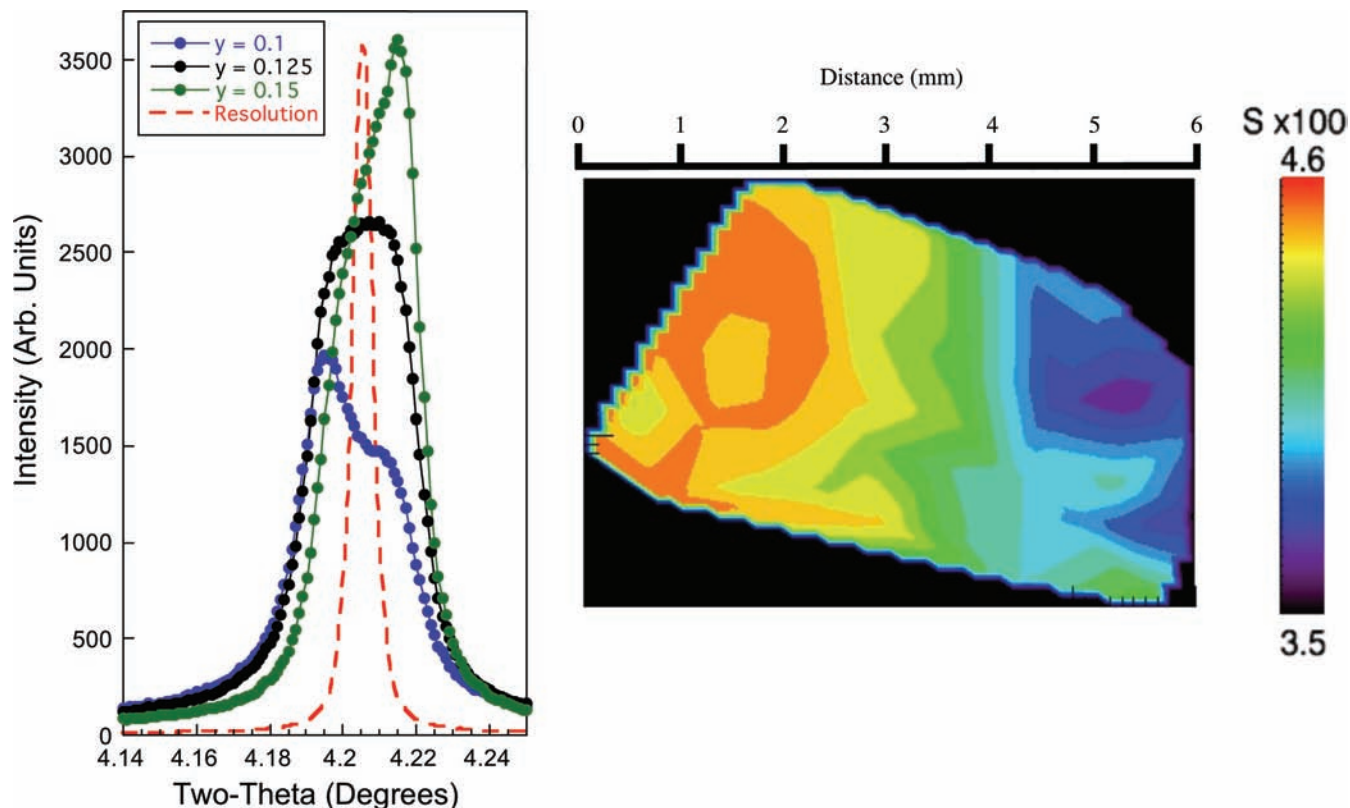 y = 0.1
y = 0.125
y = 0.15
Resolution
3500
3000
2500
2000
1500
1000
500
0
Intensity (Arb. Units)
4.14 4.16 4.18 4.2 4.22 4.24
Two-Theta (Degrees)
Distance (mm)
0 1 2 3 4 5 6
S x100
4.6
3.5